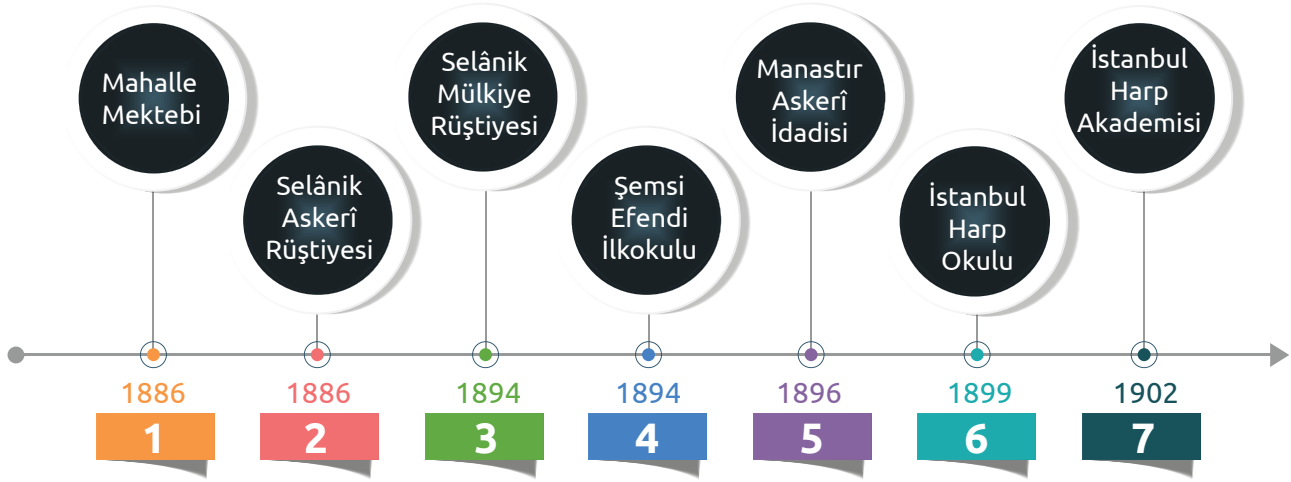 Mahalle
Mektebi
Selânik
Askerî
Rüştiyesi
Selânik
Mülkiye
Rüştiyesi
Şemsi
Efendi
İlkokulu
Manastır
Askerî
İdadisi
İstanbul
Harp
Okulu
İstanbul
Harp
Akademisi
1886
1886
1894
1894
1896
1899
1902
1
2
3
4
5
6
7